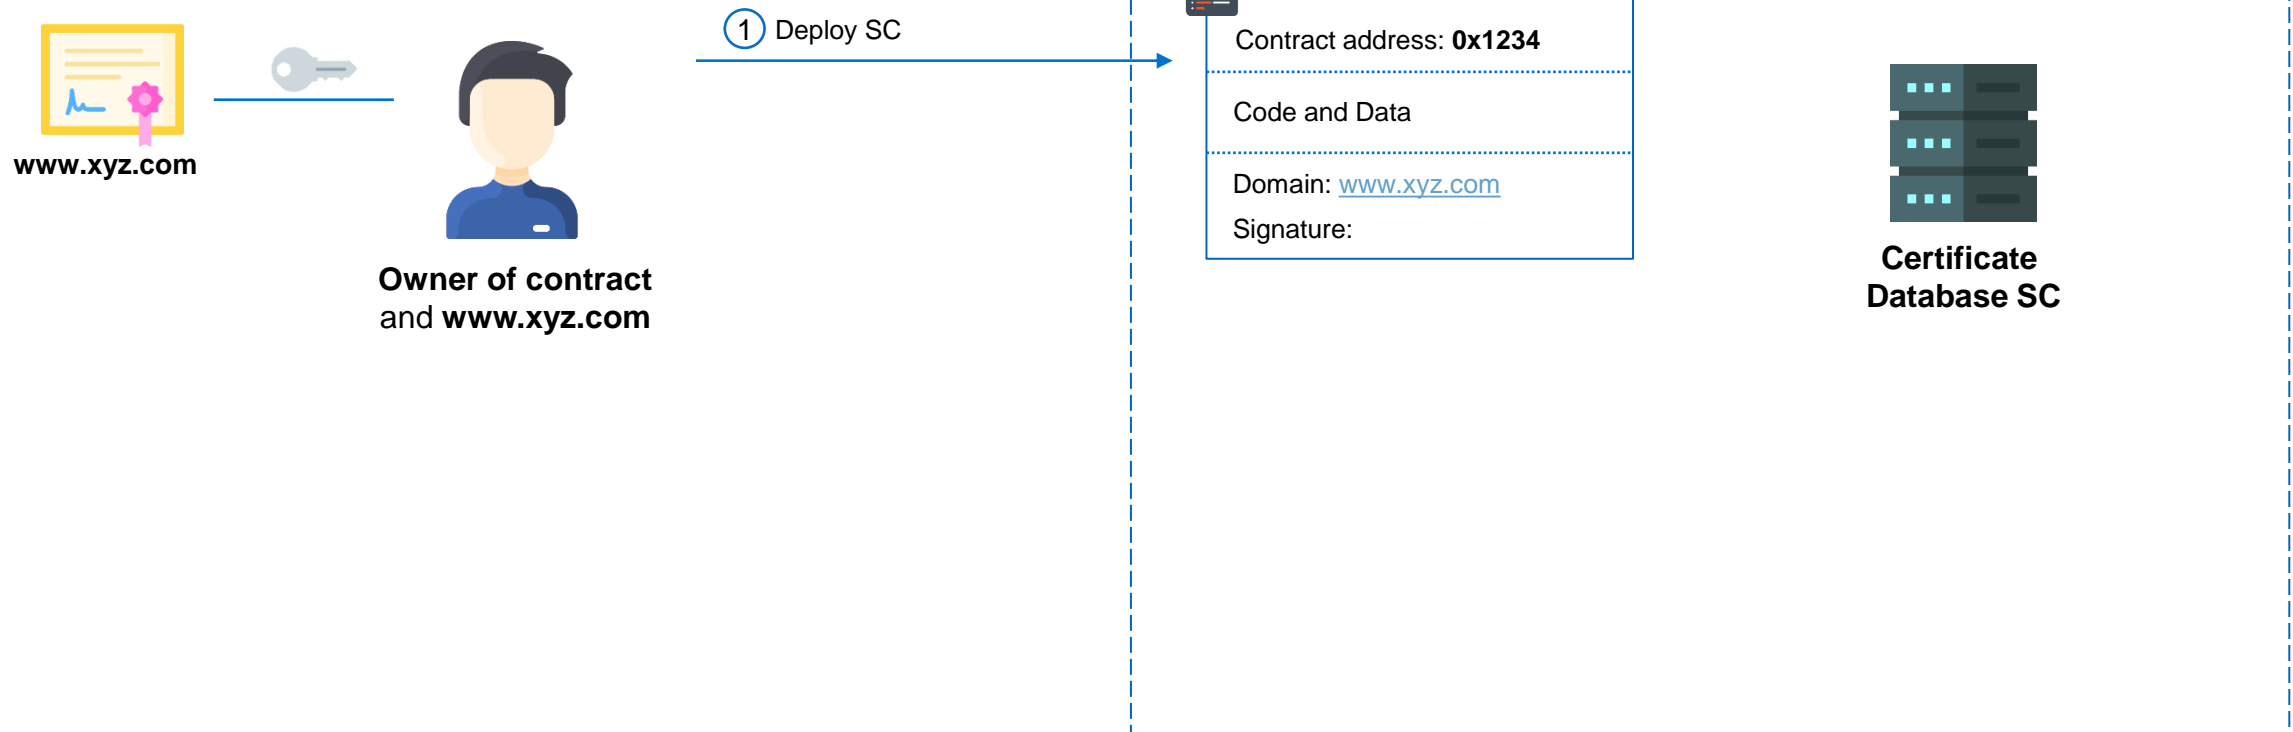 www.xyz.com
Owner of contract
and www.xyz.com
1 Deploy SC
Contract address: 0x1234
Code and Data
Domain: www.xyz.com
Signature:
Certificate
Database SC